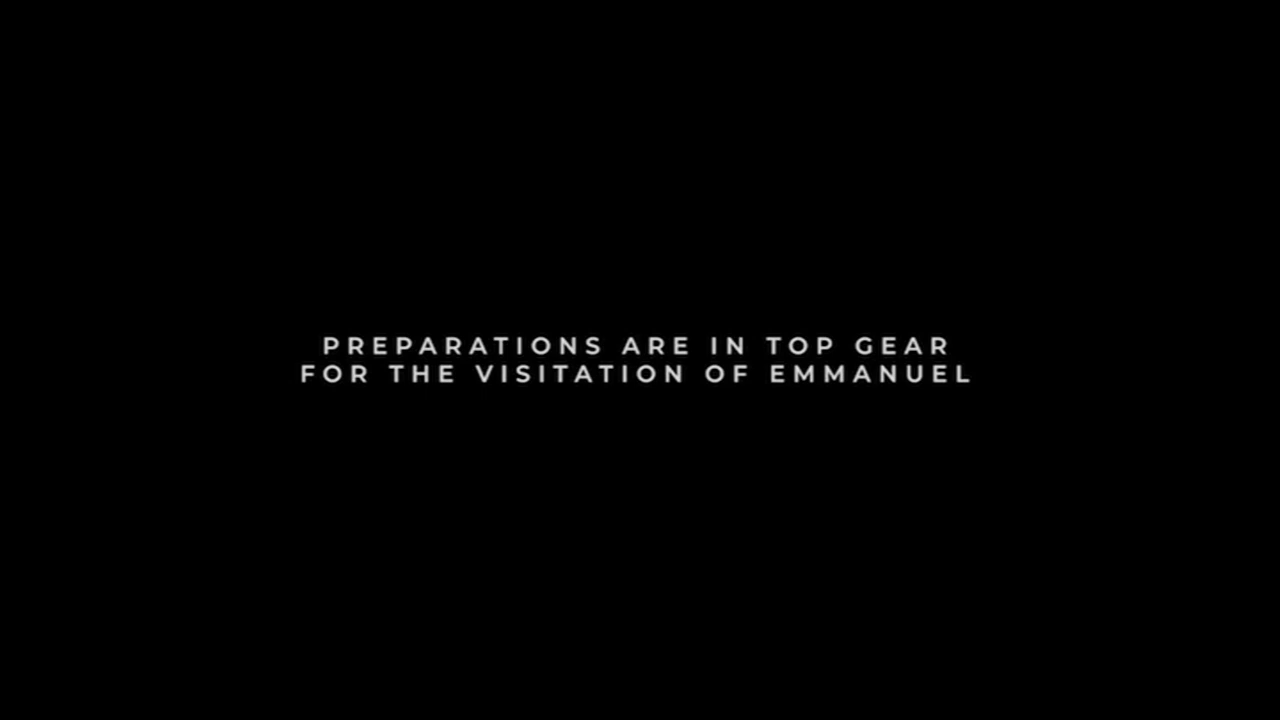 PREPARATIONS ARE IN TOP GEAR
FOR THE VISITATION OF EMMANUEL